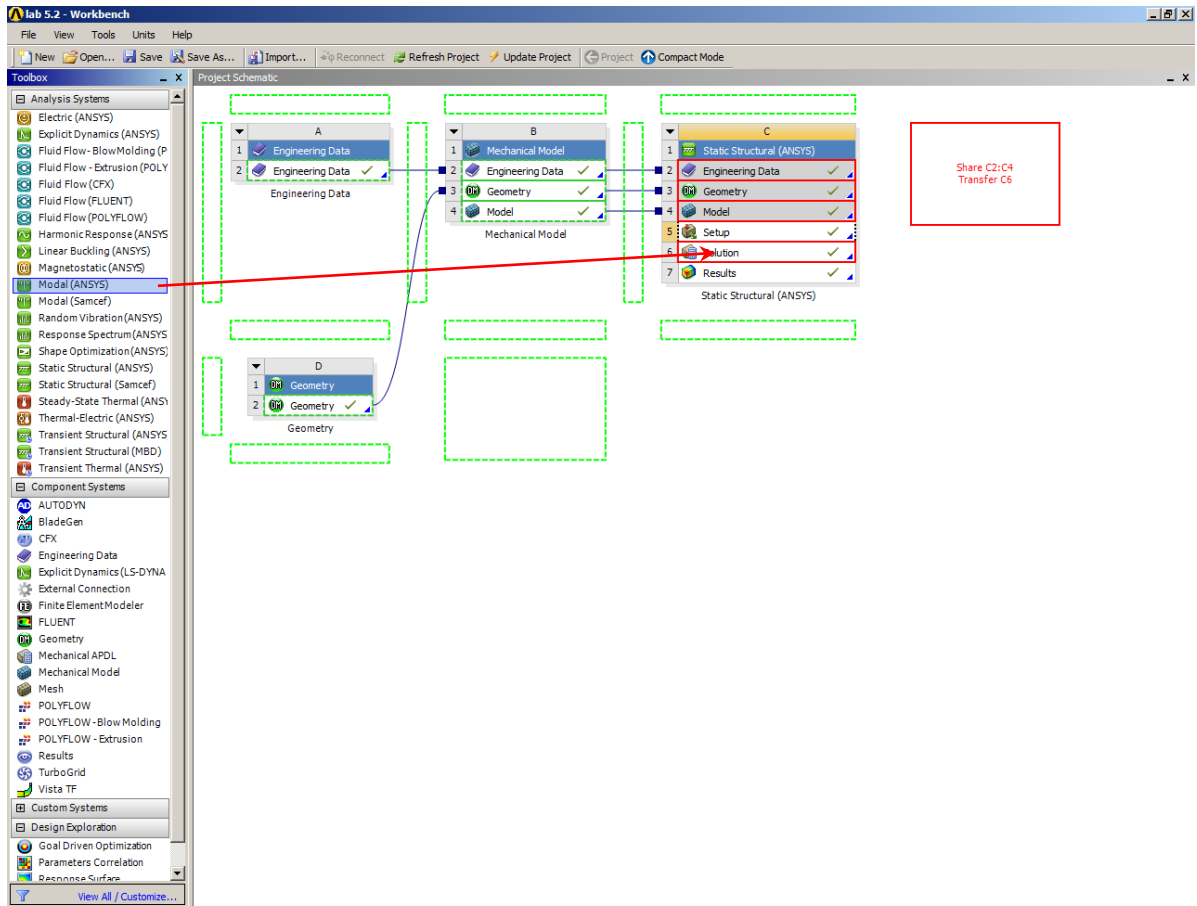 lab 5.2 - Workbench
File View Tools Units Help
New Open... Save Save As... Import... Reconnect Refresh Project Update Project Project Compact Mode
Toolbox
Analysis Systems
Electric (ANSYS)
Explicit Dynamics (ANSYS)
Fluid Flow- BlowMolding (P
Fluid Flow - Extrusion (POLY
Fluid Flow (CFX)
Fluid Flow (FLUENT)
Fluid Flow (POLYFLOW)
Harmonic Response (ANSYS
Linear Buckling (ANSYS)
Magnetostatic (ANSYS)
Modal (ANSYS)
Modal (Samcef)
Random Vibration (ANSYS)
Response Spectrum (ANSYS
Shape Optimization (ANSYS)
Static Structural (ANSYS)
Static Structural (Samcef)
Steady-State Thermal (ANSY
Thermal-Electric (ANSYS)
Transient Structural (ANSYS
Transient Structural (MBD)
Transient Thermal (ANSYS)
Component Systems
AUTODYN
BladeGen
CFX
Engineering Data
Explicit Dynamics (LS-DYNA
External Connection
Finite Element Modeler
FLUENT
Geometry
Mechanical APDL
Mechanical Model
Mesh
POLYFLOW
POLYFLOW - Blow Molding
POLYFLOW - Extrusion
Results
TurboGrid
Vista TF
Custom Systems
Design Exploration
Goal Driven Optimization
Parameters Correlation
Response Surface
View All / Customize...
Project Schematic
A
1 Engineering Data
2 Engineering Data
Engineering Data
B
1 Mechanical Model
2 Engineering Data
3 Geometry
4 Model
Mechanical Model
C
1 Static Structural (ANSYS)
2 Engineering Data
3 Geometry
4 Model
5 Setup
6 Solution
7 Results
Static Structural (ANSYS)
Share C2:C4
Transfer C6
D
1 Geometry
2 Geometry
Geometry